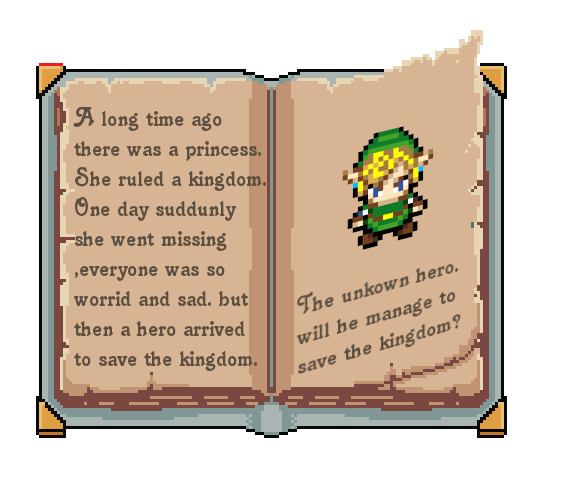 A long time ago
there was a princess.
She ruled a kingdom.
One day suddunly
she went missing
,everyone was so
worrid and sad. but
then a hero arrived
to save the kingdom.
The unkown hero.
will he manage to
save the kingdom?